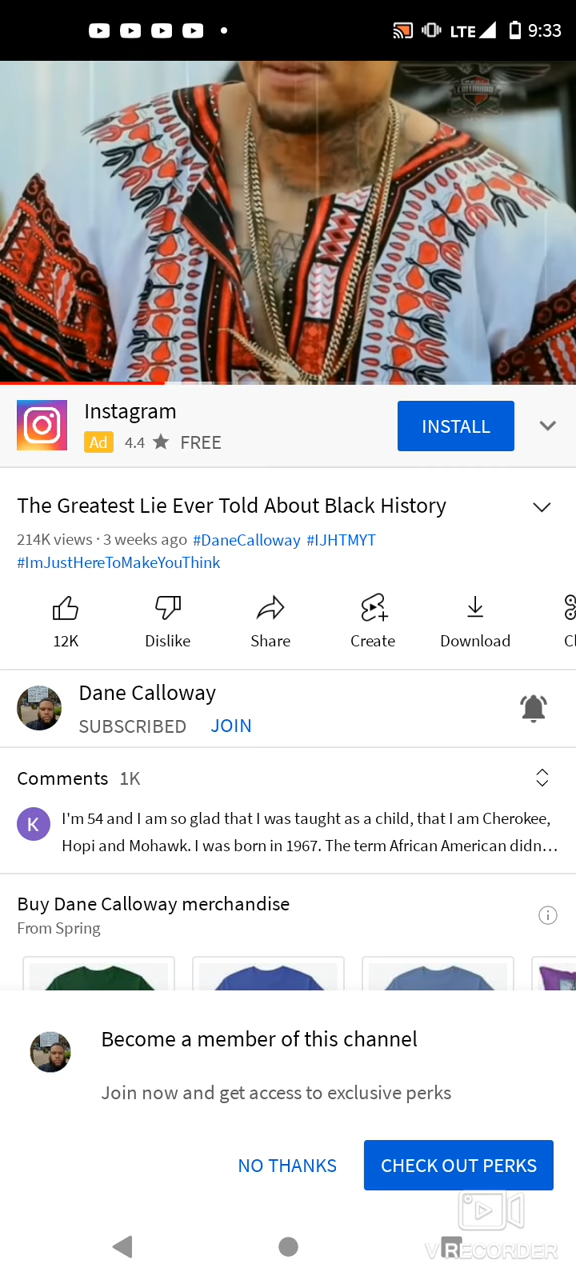 LTE 9:33
Instagram
Ad 4.4 ★ FREE
INSTALL
The Greatest Lie Ever Told About Black History
214K views · 3 weeks ago #DaneCalloway #IJHTMYT
#ImJustHereToMakeYouThink
12K Dislike Share Create Download
Dane Calloway
SUBSCRIBED JOIN
Comments 1K
K
I'm 54 and I am so glad that I was taught as a child, that I am Cherokee,
Hopi and Mohawk. I was born in 1967. The term African American didn…
Buy Dane Calloway merchandise
From Spring
Become a member of this channel
Join now and get access to exclusive perks
NO THANKS CHECK OUT PERKS
VRECORDER